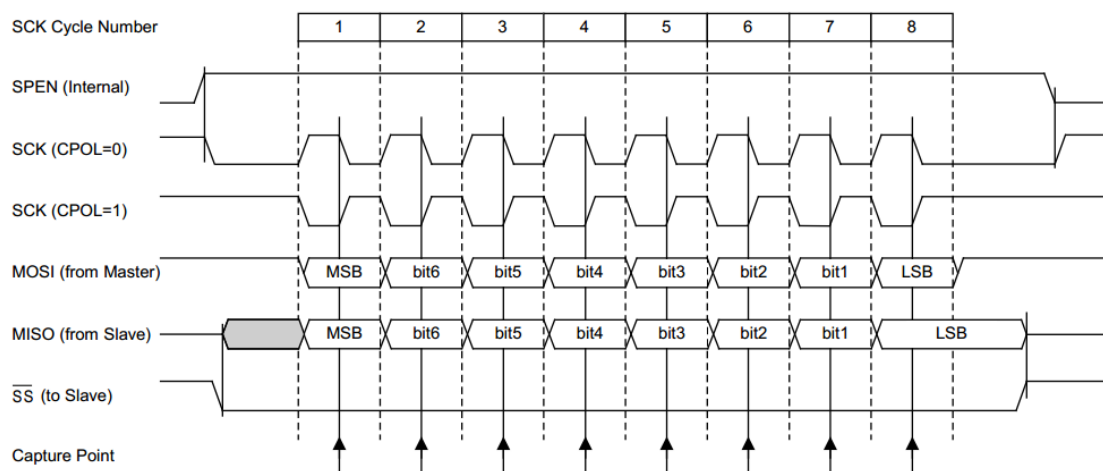 SCK Cycle Number 1 2 3 4 5 6 7 8
SPEN (Internal)
SCK (CPOL=0)
SCK (CPOL=1)
MOSI (from Master) MSB bit6 bit5 bit4 bit3 bit2 bit1 LSB
MISO (from Slave) MSB bit6 bit5 bit4 bit3 bit2 bit1 LSB
S̅S̅ (to Slave)
Capture Point